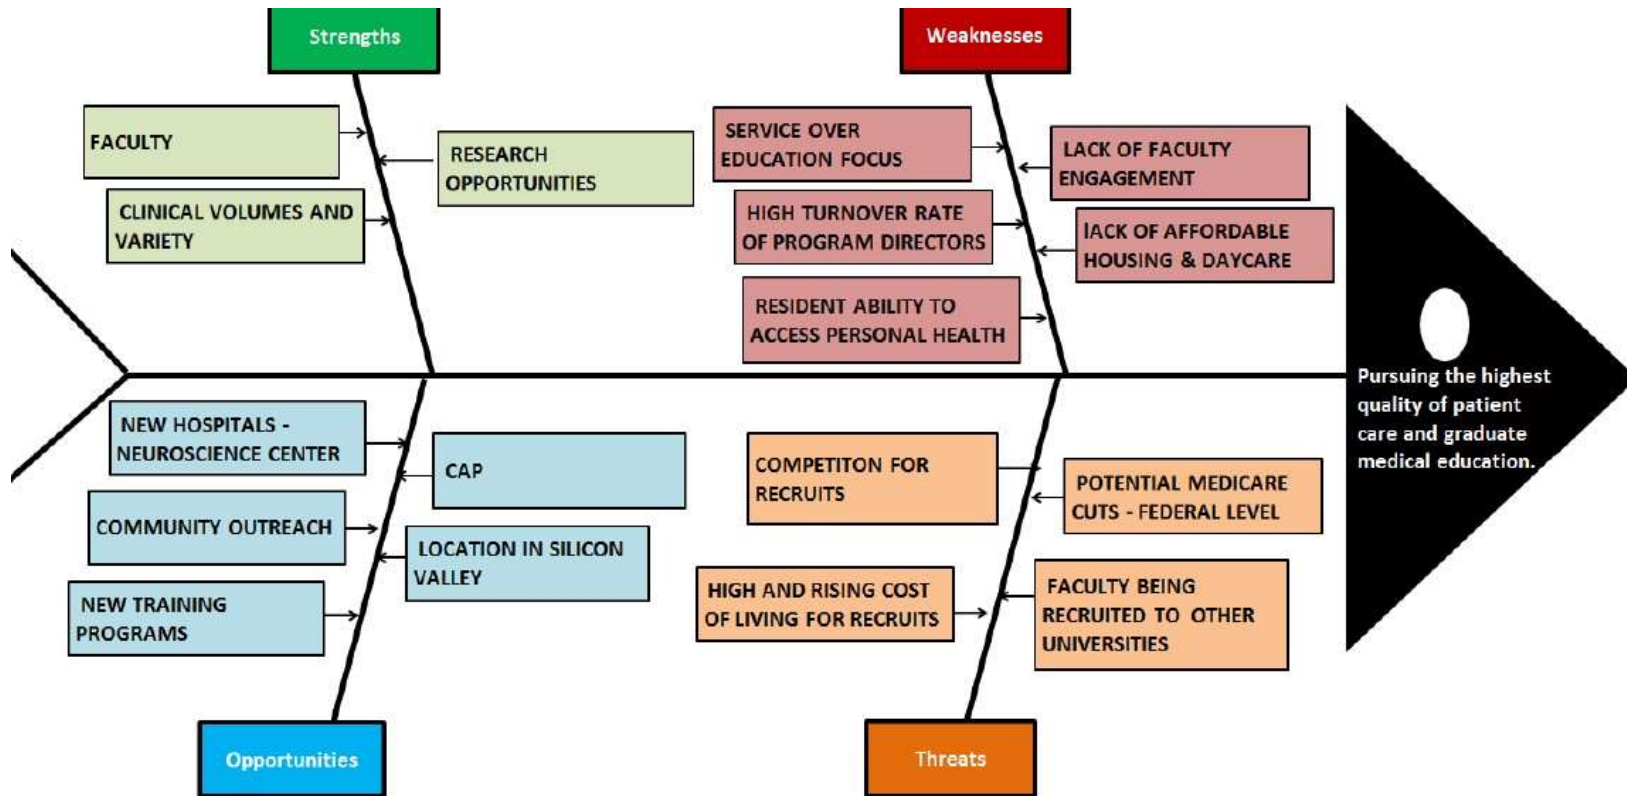 Strengths
Weaknesses
FACULTY
RESEARCH
OPPORTUNITIES
CLINICAL VOLUMES AND
VARIETY
SERVICE OVER
EDUCATION FOCUS
LACK OF FACULTY
ENGAGEMENT
HIGH TURNOVER RATE
OF PROGRAM DIRECTORS
lACK OF AFFORDABLE
HOUSING & DAYCARE
RESIDENT ABILITY TO
ACCESS PERSONAL HEALTH
Pursuing the highest
quality of patient
care and graduate
medical education.
NEW HOSPITALS -
NEUROSCIENCE CENTER
CAP
COMMUNITY OUTREACH
LOCATION IN SILICON
VALLEY
NEW TRAINING
PROGRAMS
COMPETITON FOR
RECRUITS
POTENTIAL MEDICARE
CUTS - FEDERAL LEVEL
HIGH AND RISING COST
OF LIVING FOR RECRUITS
FACULTY BEING
RECRUITED TO OTHER
UNIVERSITIES
Opportunities
Threats